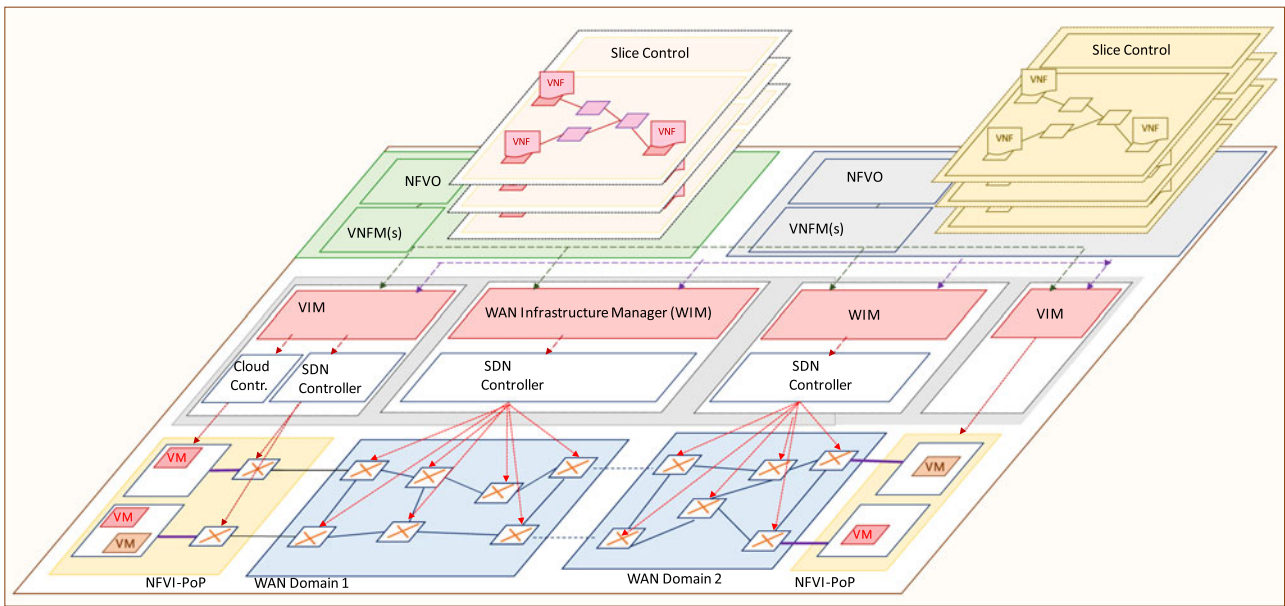 Slice Control
VNF
VNF
VNF
Slice Control
VNF
VNF
VNF
NFVO
VNFM(s)
NFVO
VNFM(s)
VIM
WAN Infrastructure Manager (WIM)
WIM
VIM
Cloud
Contr.
SDN
Controller
SDN
Controller
SDN
Controller
VM
VM
VM
VM
VM
NFVI-PoP
WAN Domain 1
WAN Domain 2
NFVI-PoP